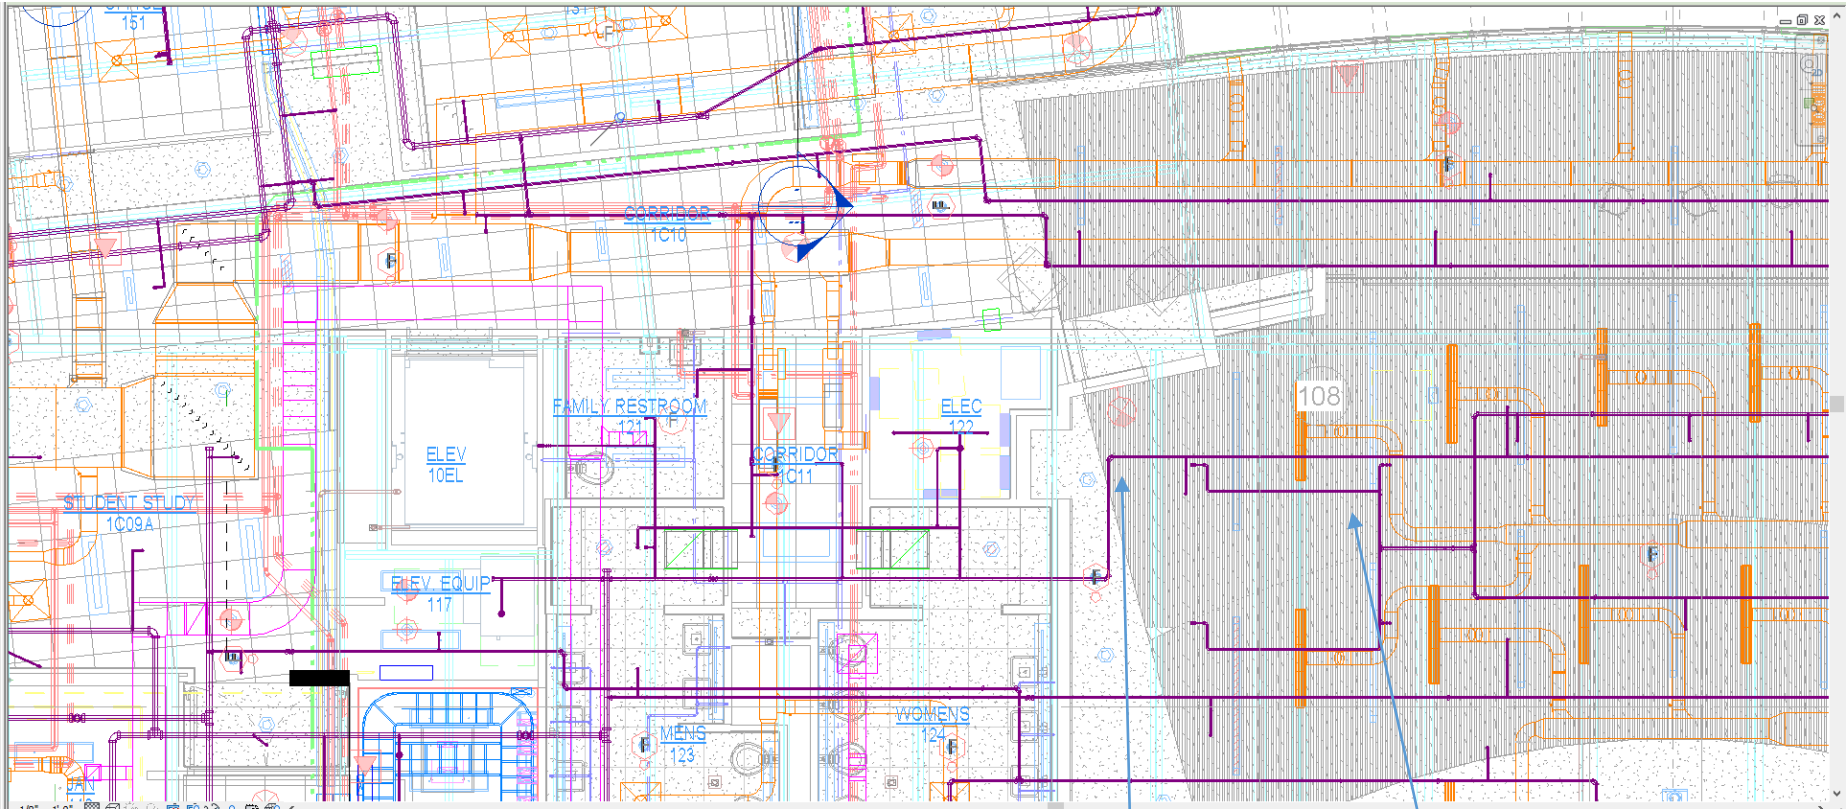 151
F
CORRIDOR
1C10
F
F
108
FAMILY RESTROOM
121
F
ELEC
122
ELEV
10EL
CORRIDOR
1C11
STUDENT STUDY
1C09A
F
F
ELEV. EQUIP
117
WOMENS
124
MENS
123
F
F
JAN